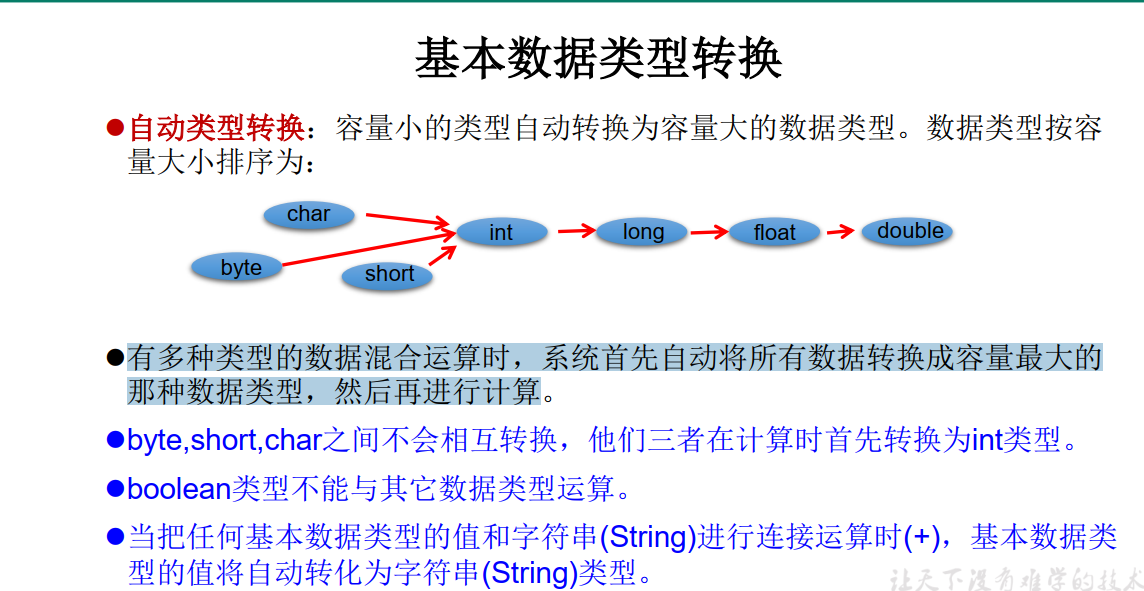 基本数据类型转换
●自动类型转换：容量小的类型自动转换为容量大的数据类型。数据类型按容
量大小排序为：
char
int
long
float
double
byte
short
●有多种类型的数据混合运算时，系统首先自动将所有数据转换成容量最大的
那种数据类型，然后再进行计算。
●byte,short,char之间不会相互转换，他们三者在计算时首先转换为int类型。
●boolean类型不能与其它数据类型运算。
●当把任何基本数据类型的值和字符串(String)进行连接运算时(+)，基本数据类
型的值将自动转化为字符串(String)类型。
让天下没有难学的技术